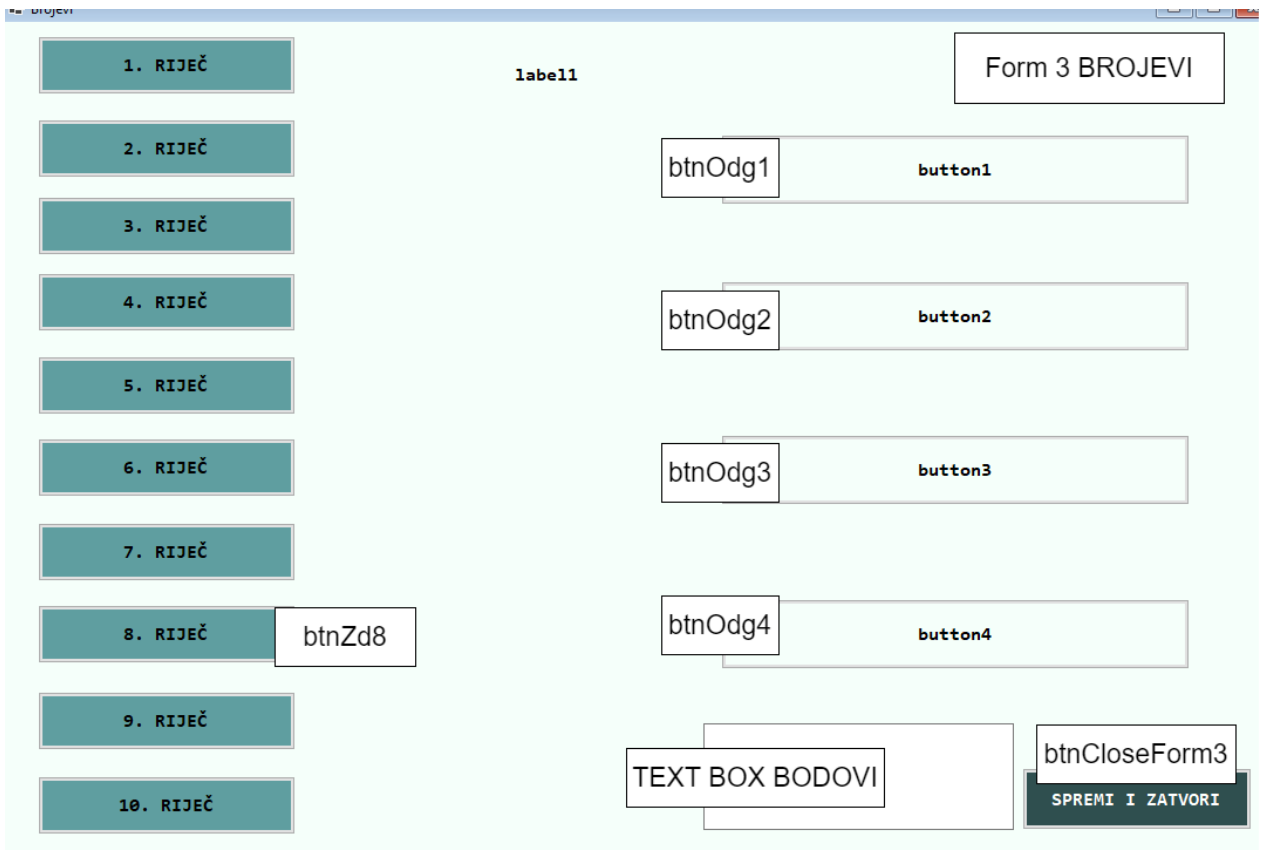 Brojevi
1. RIJEČ
label1
Form 3 BROJEVI
2. RIJEČ
btnOdg1
button1
3. RIJEČ
4. RIJEČ
btnOdg2
button2
5. RIJEČ
6. RIJEČ
btnOdg3
button3
7. RIJEČ
8. RIJEČ
btnZd8
btnOdg4
button4
9. RIJEČ
TEXT BOX BODOVI
btnCloseForm3
10. RIJEČ
SPREMI I ZATVORI